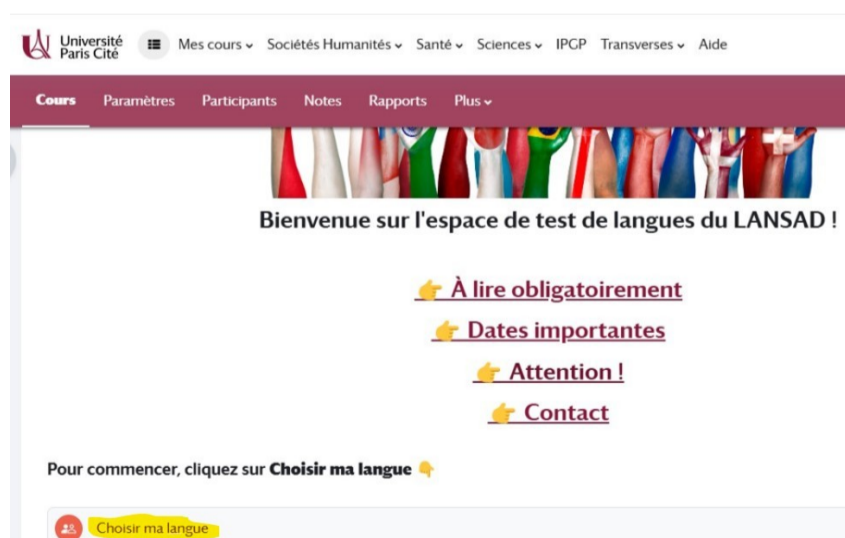 Université
Paris Cité
Mes cours Sociétés Humanités Santé Sciences IPGP Transverses Aide
Cours Paramètres Participants Notes Rapports Plus
Bienvenue sur l'espace de test de langues du LANSAD !
👉 À lire obligatoirement
👉 Dates importantes
👉 Attention !
👉 Contact
Pour commencer, cliquez sur Choisir ma langue 👇
Choisir ma langue